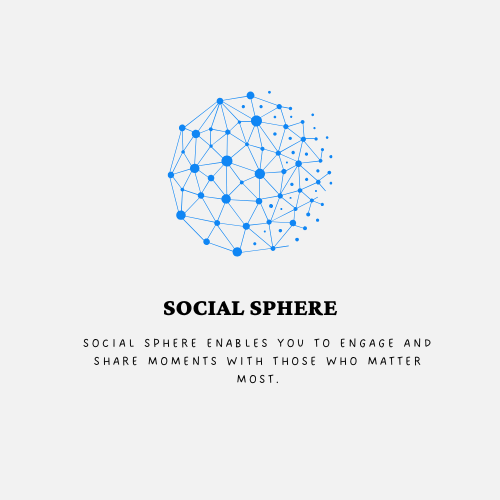 SOCIAL SPHERE
SOCIAL SPHERE ENABLES YOU TO ENGAGE AND
SHARE MOMENTS WITH THOSE WHO MATTER
MOST.